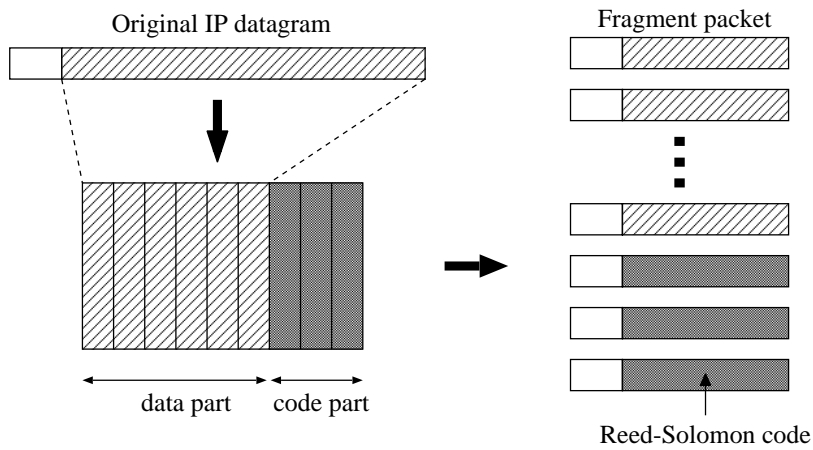 Original IP datagram
Fragment packet
data part
code part
Reed-Solomon code